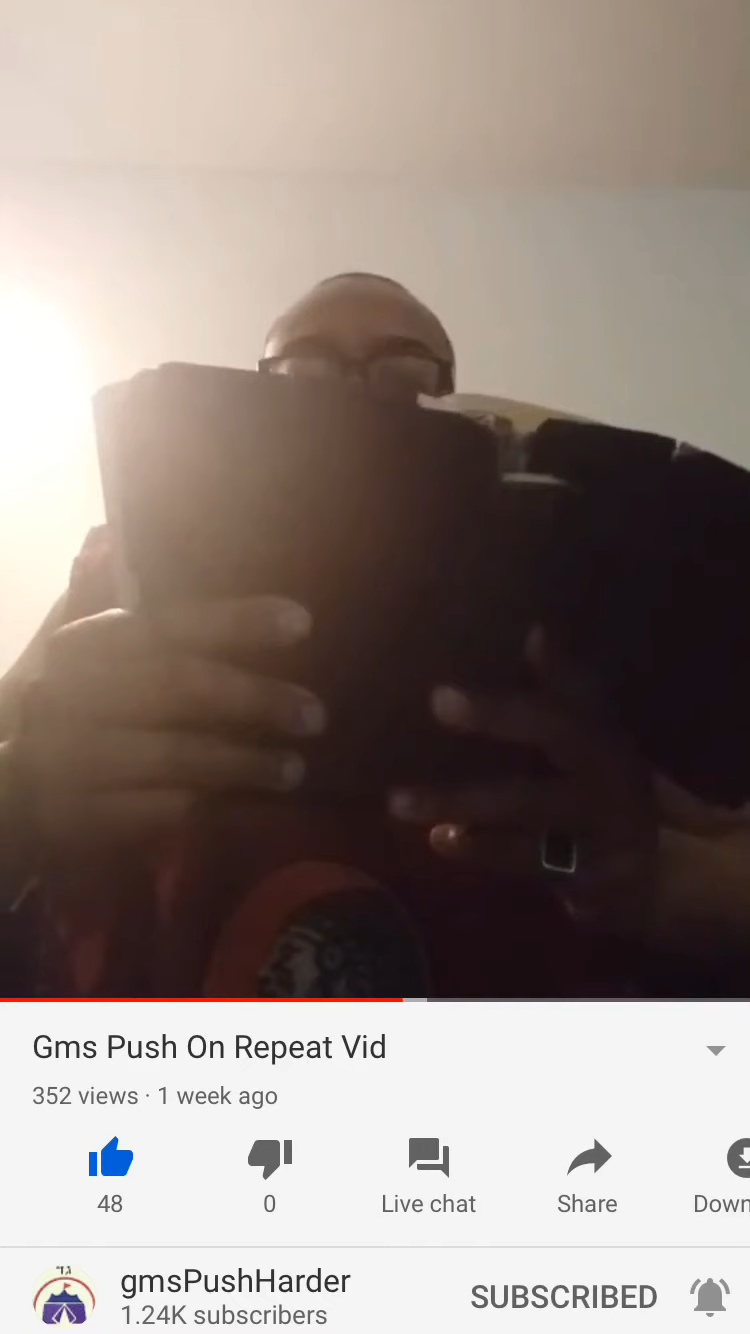 Gms Push On Repeat Vid
352 views · 1 week ago
48
0
Live chat
Share
Down
גד
gmsPushHarder
SUBSCRIBED
1.24K subscribers